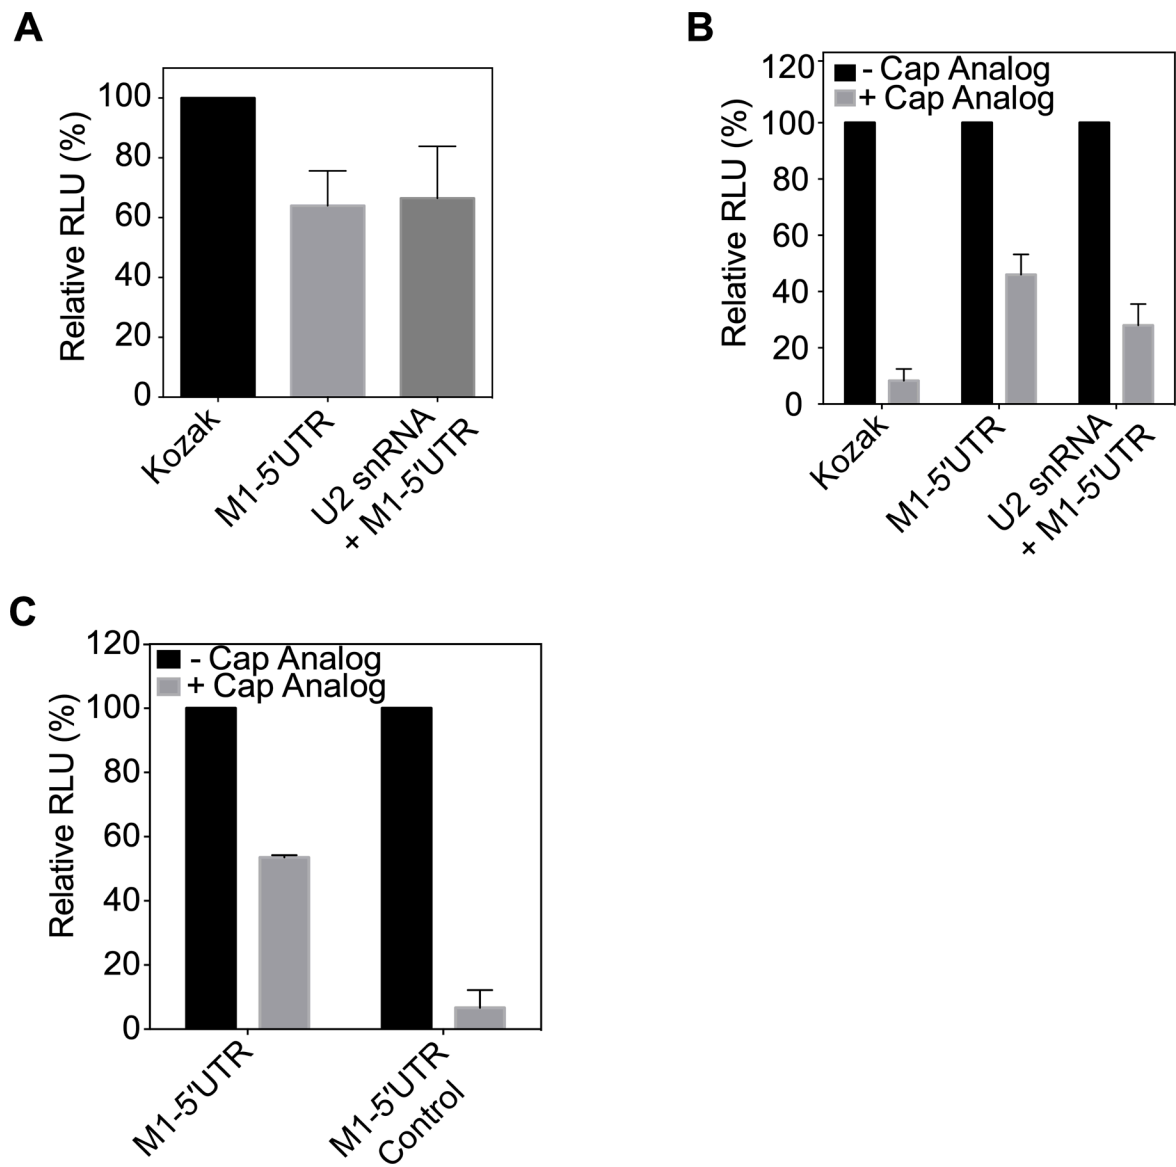 A
Relative RLU (%)
100
80
60
40
20
0
Kozak
M1-5'UTR
U2 snRNA
+ M1-5'UTR
B
Relative RLU (%)
120
100
80
60
40
20
0
- Cap Analog
+ Cap Analog
Kozak
M1-5'UTR
U2 snRNA
+ M1-5'UTR
C
Relative RLU (%)
120
100
80
60
40
20
0
- Cap Analog
+ Cap Analog
M1-5'UTR
M1-5'UTR
Control